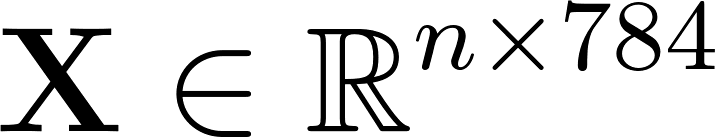 𝐗 ∈ ℝ^{n×784}